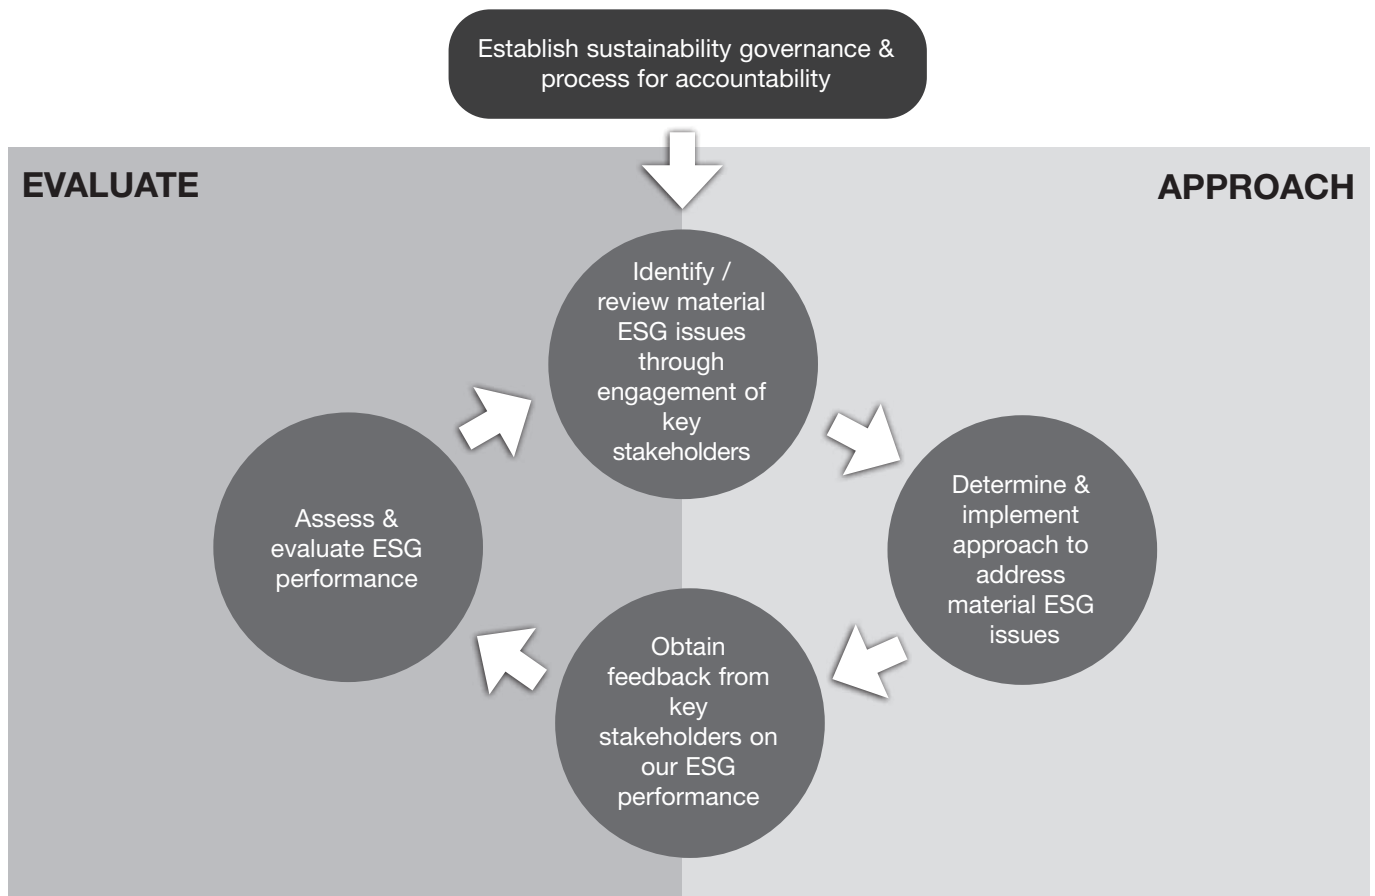 Establish sustainability governance &
process for accountability
EVALUATE
APPROACH
Identify /
review material
ESG issues
through
engagement of
key
stakeholders
Determine &
implement
approach to
address
material ESG
issues
Obtain
feedback from
key
stakeholders on
our ESG
performance
Assess &
evaluate ESG
performance